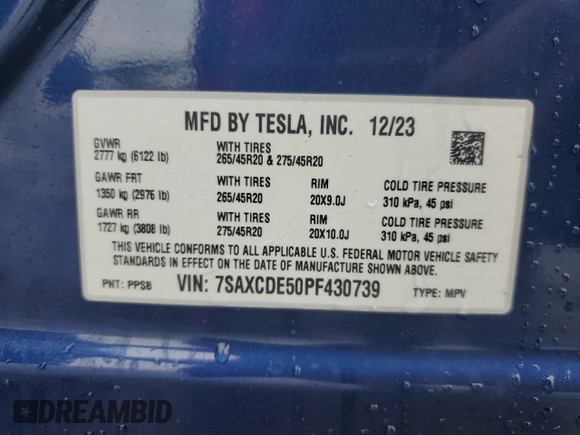 MFD BY TESLA, INC. 12/23
GVWR WITH TIRES
2777 kg (6122 lb) 265/45R20 & 275/45R20
GAWR FRT WITH TIRES RIM COLD TIRE PRESSURE
1350 kg (2976 lb) 265/45R20 20X9.0J 310 kPa, 45 psi
GAWR RR WITH TIRES RIM COLD TIRE PRESSURE
1727 kg (3808 lb) 275/45R20 20X10.0J 310 kPa, 45 psi
THIS VEHICLE CONFORMS TO ALL APPLICABLE U.S. FEDERAL MOTOR VEHICLE SAFETY
STANDARDS IN EFFECT ON THE DATE OF MANUFACTURE SHOWN ABOVE
PNT: PPSB VIN: 7SAXCDE50PF430739 TYPE: MPV
DREAMBID